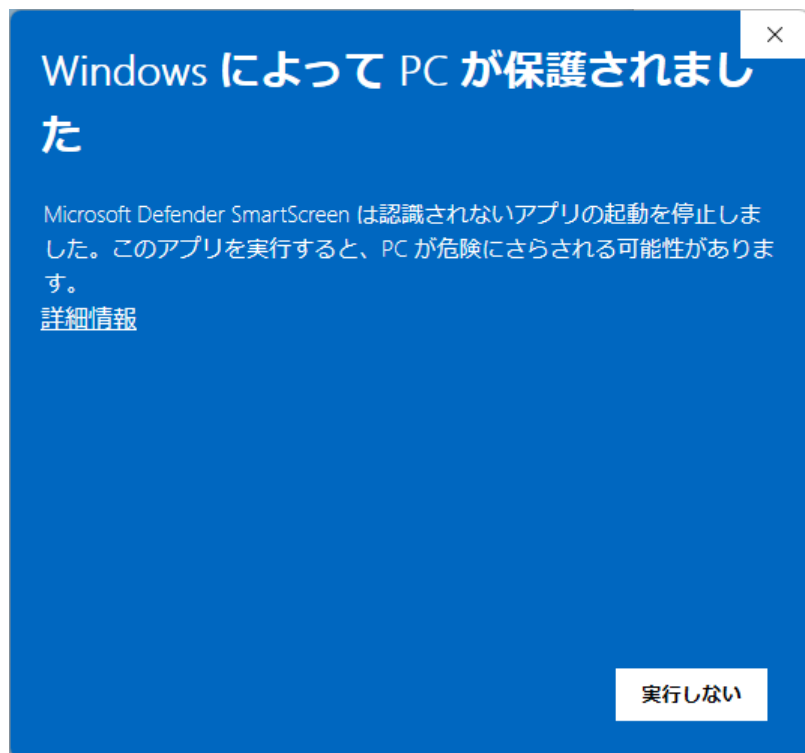 Windows によって PC が保護されまし
た
Microsoft Defender SmartScreen は認識されないアプリの起動を停止しま
した。このアプリを実行すると、PC が危険にさらされる可能性がありま
す。
詳細情報
実行しない